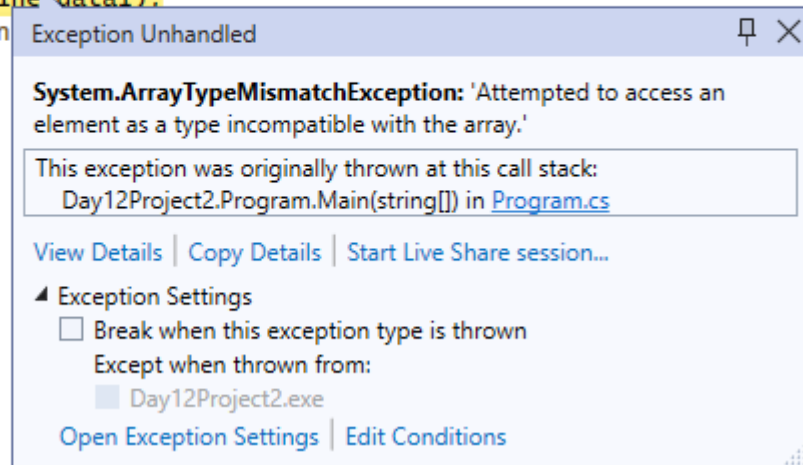 Exception Unhandled
System.ArrayTypeMismatchException: 'Attempted to access an
element as a type incompatible with the array.'
This exception was originally thrown at this call stack:
Day12Project2.Program.Main(string[]) in Program.cs
View Details | Copy Details | Start Live Share session...
Exception Settings
Break when this exception type is thrown
Except when thrown from:
Day12Project2.exe
Open Exception Settings | Edit Conditions